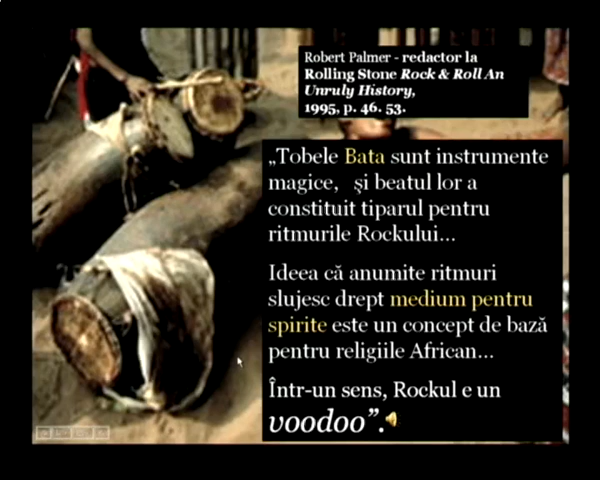 Robert Palmer - redactor la
Rolling Stone Rock & Roll An
Unruly History,
1995, p. 46. 53.
„Tobele Bata sunt instrumente
magice, şi beatul lor a
constituit tiparul pentru
ritmurile Rockului...
Ideea că anumite ritmuri
slujesc drept medium pentru
spirite este un concept de bază
pentru religiile African...
Într-un sens, Rockul e un
voodoo”.